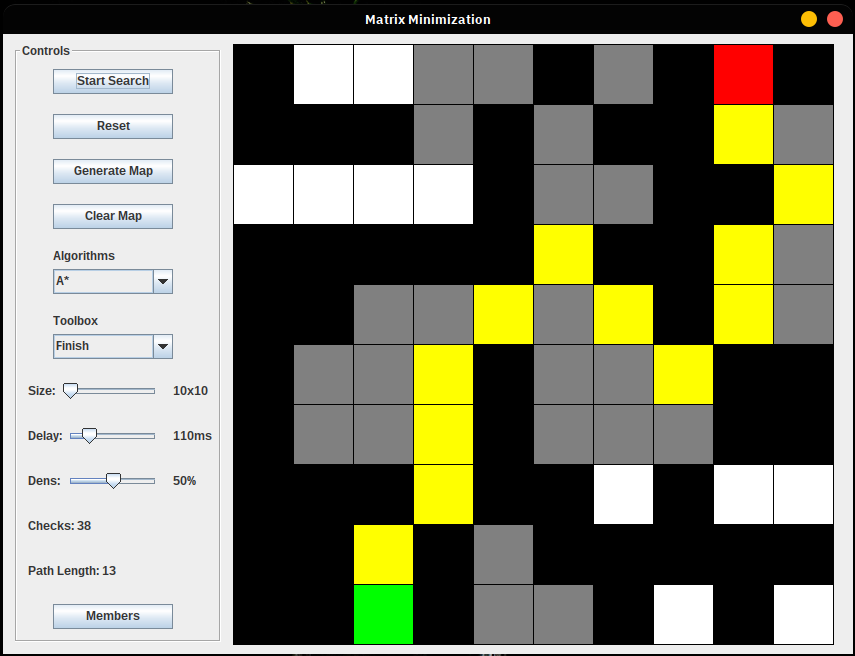 Matrix Minimization
Controls
Start Search
Reset
Generate Map
Clear Map
Algorithms
A*
Toolbox
Finish
Size: 10x10
Delay: 110ms
Dens: 50%
Checks: 38
Path Length: 13
Members